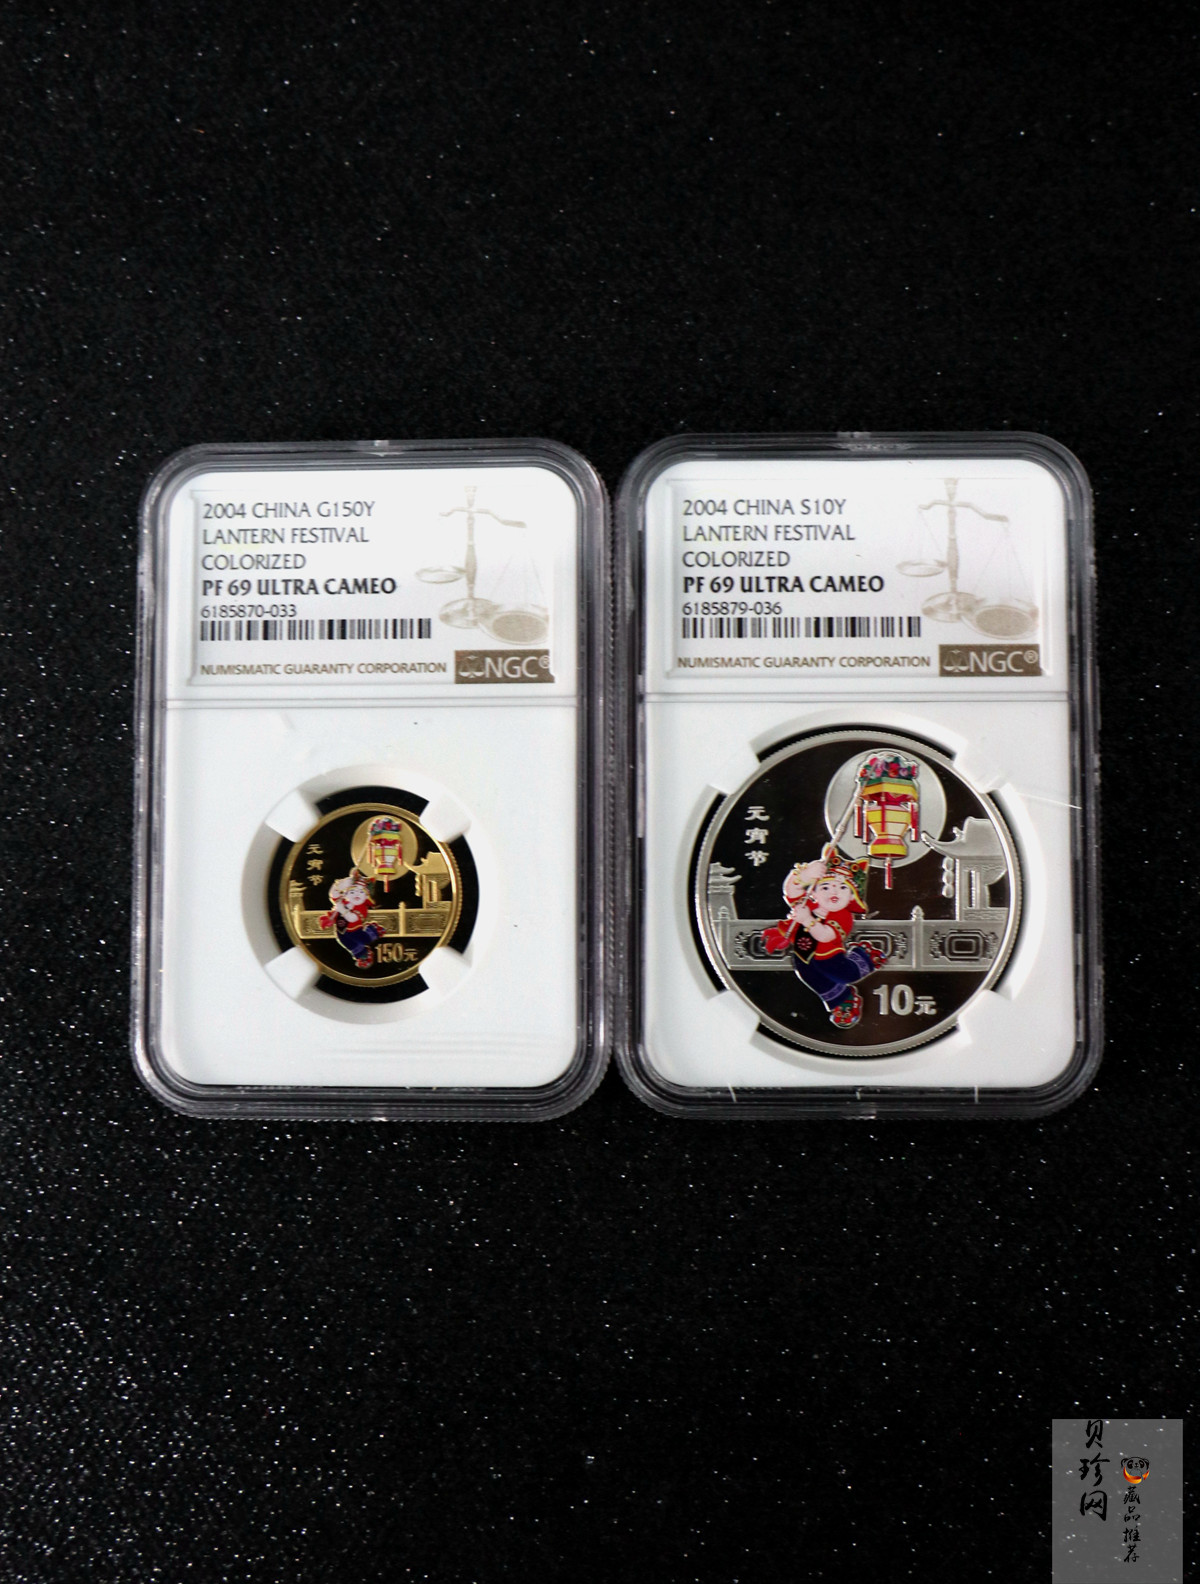 2004 CHINA G150Y
LANTERN FESTIVAL
COLORIZED
PF 69 ULTRA CAMEO
6185870-033
NUMISMATIC GUARANTY CORPORATION NGC®
元宵节
150元
2004 CHINA S10Y
LANTERN FESTIVAL
COLORIZED
PF 69 ULTRA CAMEO
6185879-036
NUMISMATIC GUARANTY CORPORATION NGC®
元宵节
10元
贝珍网
藏品推荐